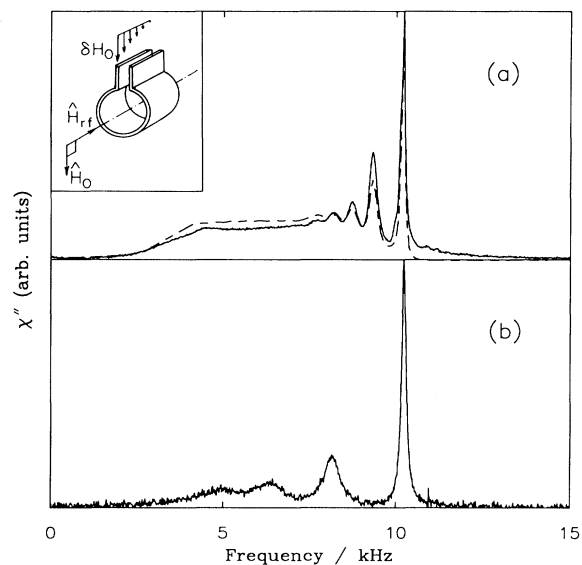 δH₀
Ĥrf
Ĥ₀
(a)
(b)
χ″ (arb. units)
0 5 10 15
Frequency / kHz